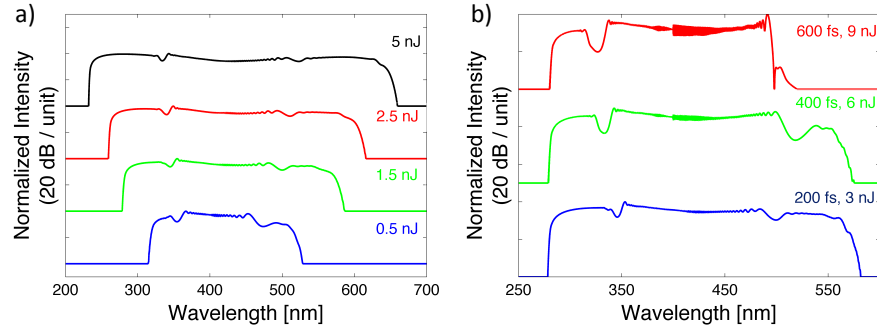 a)
Normalized Intensity
(20 dB / unit)
5 nJ
2.5 nJ
1.5 nJ
0.5 nJ
200 300 400 500 600 700
Wavelength [nm]
b)
Normalized Intensity
(20 dB / unit)
600 fs, 9 nJ
400 fs, 6 nJ
200 fs, 3 nJ
250 350 450 550
Wavelength [nm]